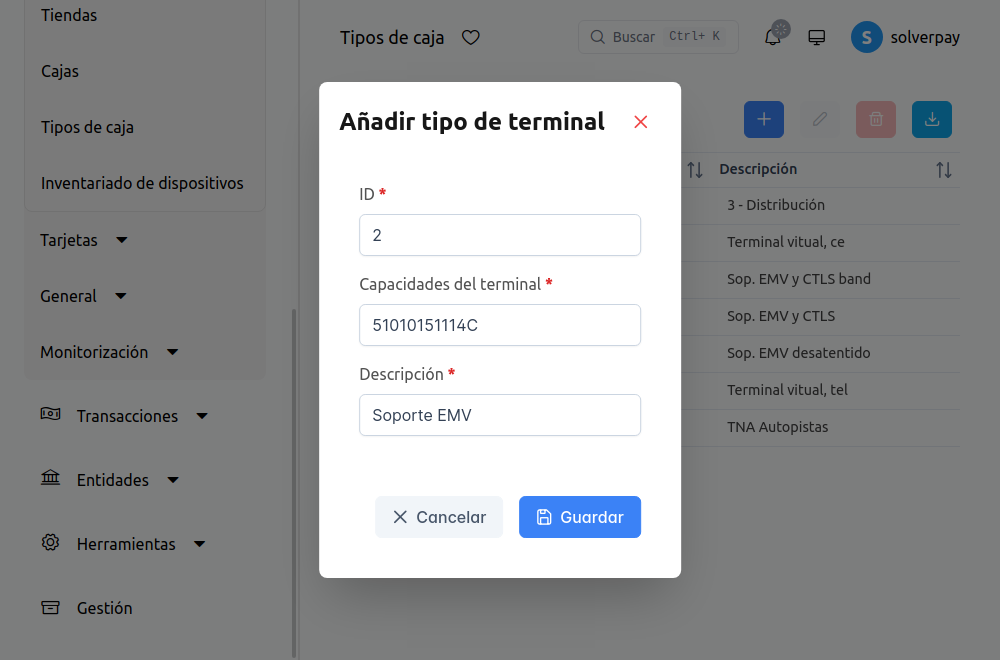 Tiendas
Cajas
Tipos de caja
Inventariado de dispositivos
Tarjetas
General
Monitorización
Transacciones
Entidades
Herramientas
Gestión
Tipos de caja
Buscar Ctrl+ K
S solverpay
Añadir tipo de terminal
ID *
2
Capacidades del terminal *
51010151114C
Descripción *
Soporte EMV
Cancelar Guardar
Descripción
3 - Distribución
Terminal vitual, ce
Sop. EMV y CTLS band
Sop. EMV y CTLS
Sop. EMV desatentido
Terminal vitual, tel
TNA Autopistas